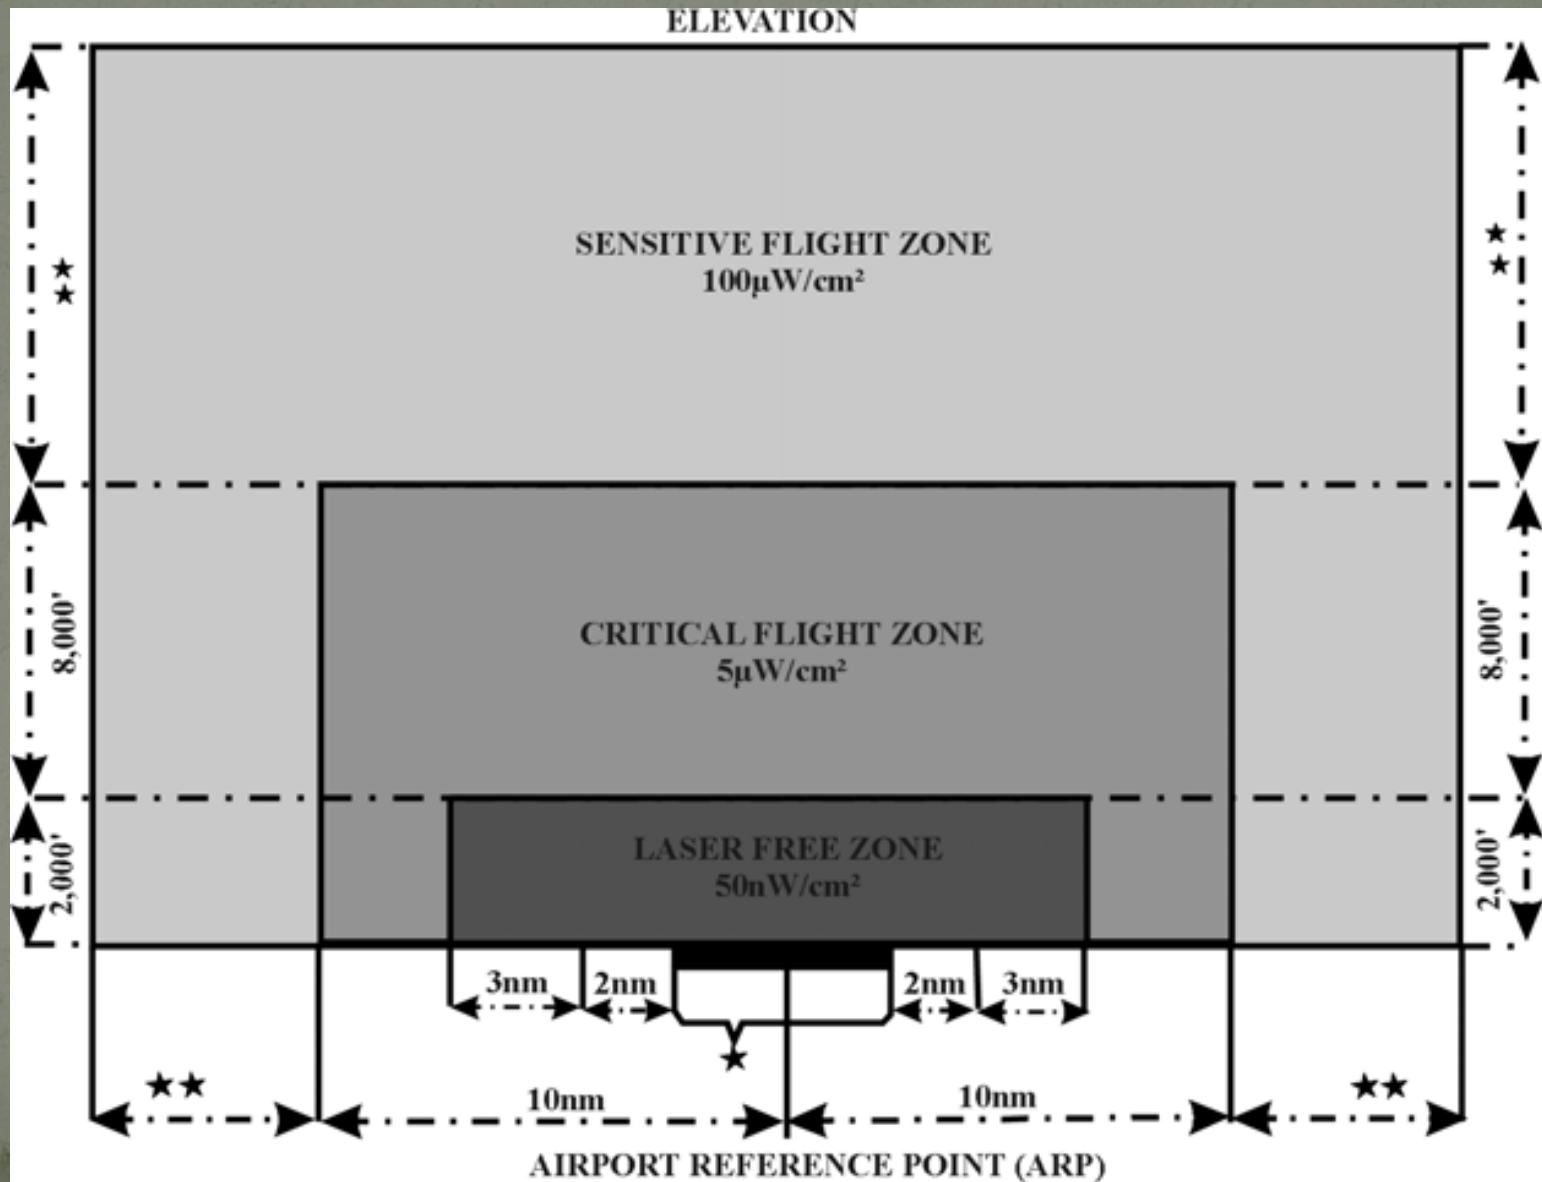 ELEVATION
★★
★★
SENSITIVE FLIGHT ZONE
100µW/cm²
8,000'
8,000'
CRITICAL FLIGHT ZONE
5µW/cm²
2,000'
2,000'
LASER FREE ZONE
50nW/cm²
3nm 2nm 2nm 3nm
★
★★ 10nm 10nm ★★
AIRPORT REFERENCE POINT (ARP)